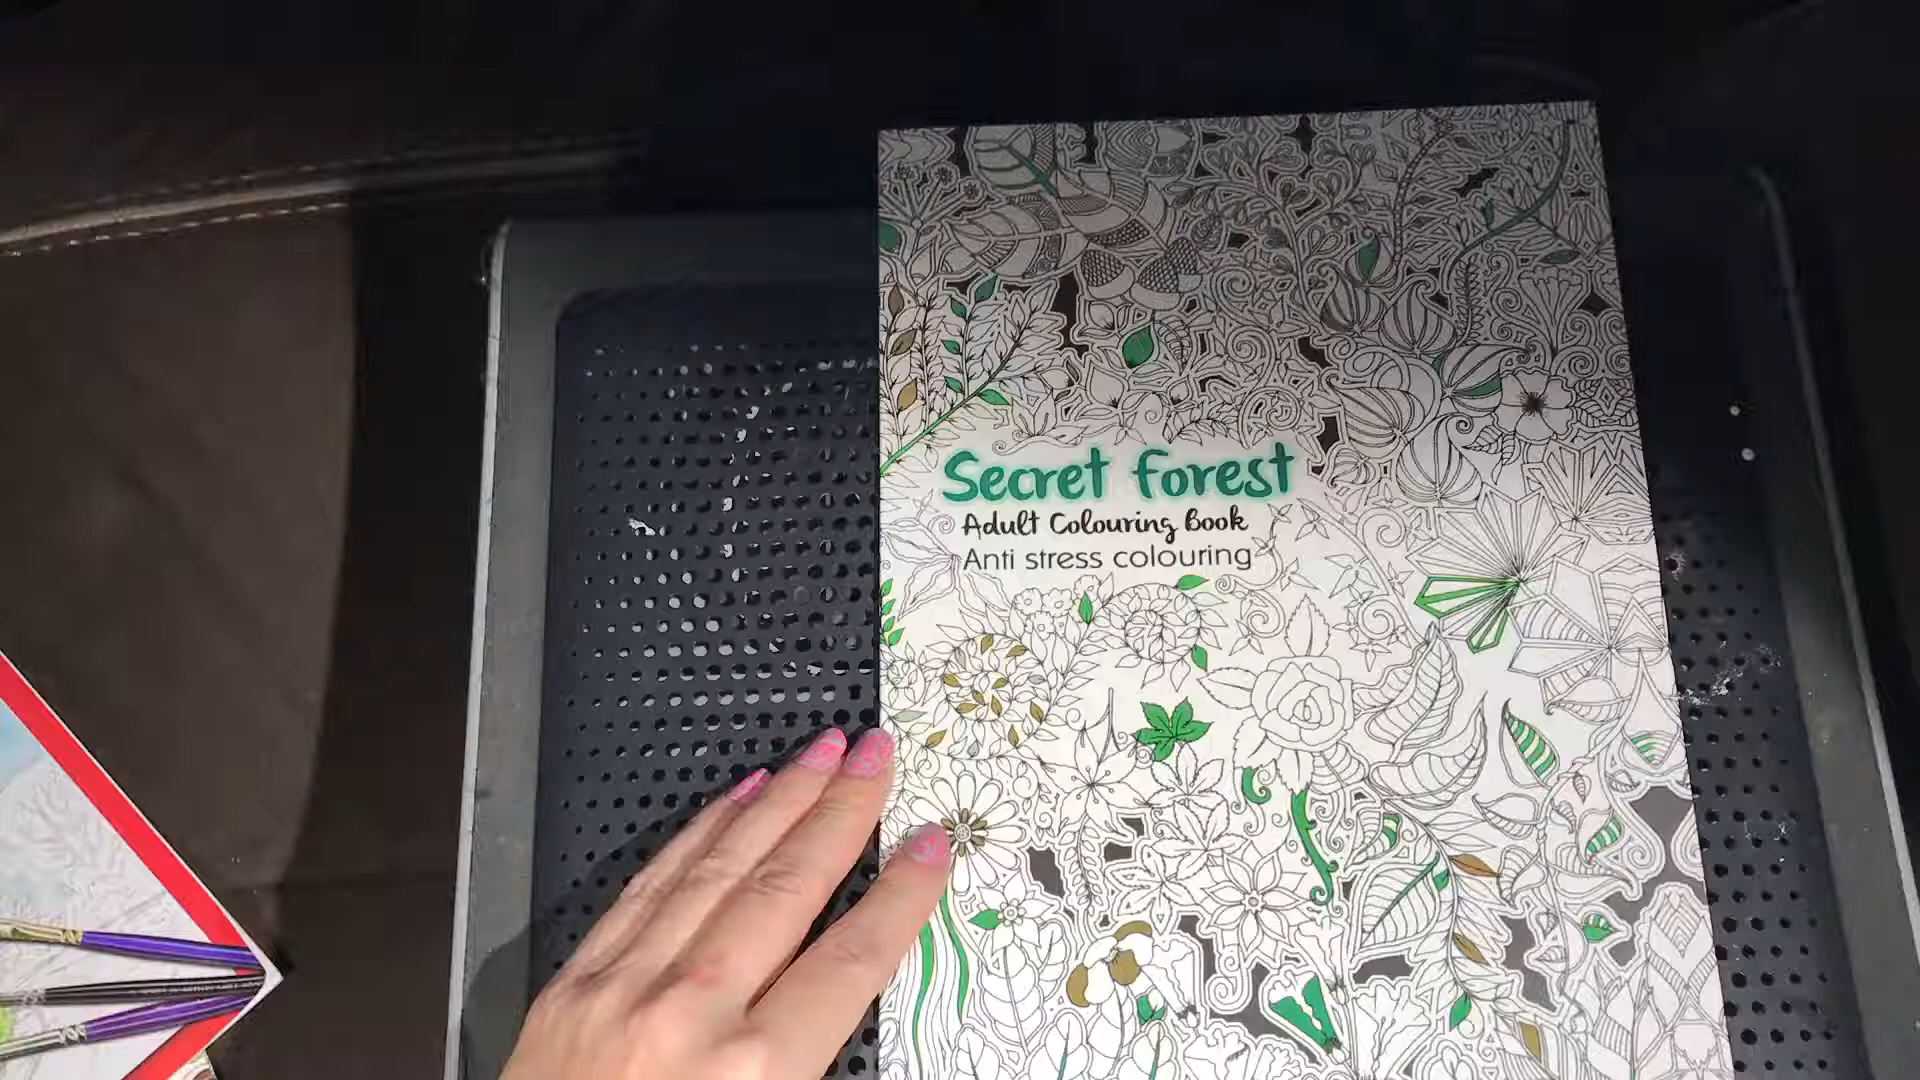 Secret forest
Adult Colouring Book
Anti stress colouring